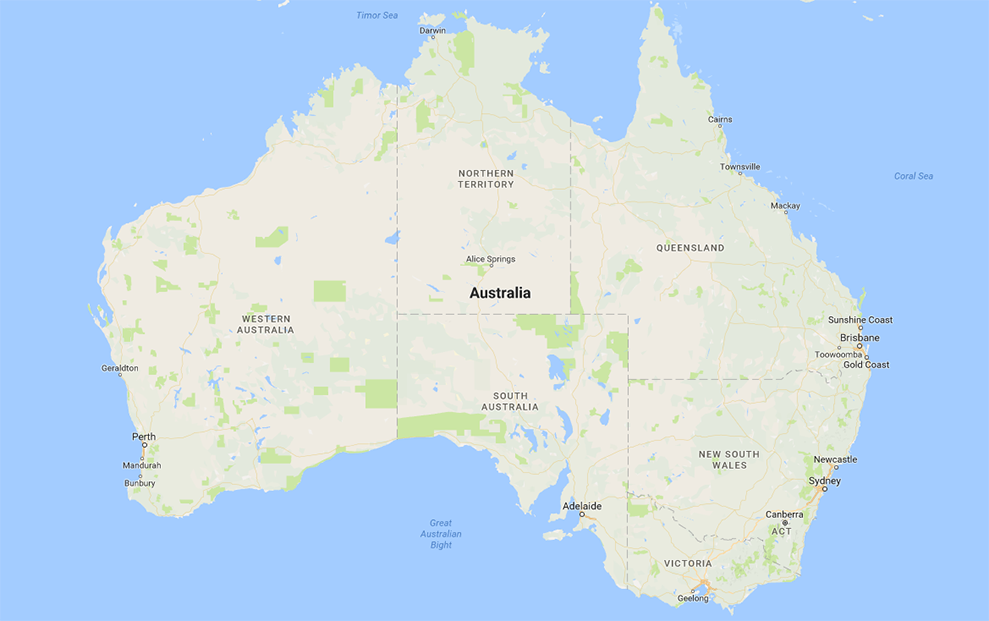 Timor Sea
Darwin
Cairns
Townsville
Coral Sea
NORTHERN
TERRITORY
Mackay
QUEENSLAND
Alice Springs
Australia
WESTERN
AUSTRALIA
Sunshine Coast
Brisbane
Toowoomba
Gold Coast
Geraldton
SOUTH
AUSTRALIA
Perth
Mandurah
Bunbury
NEW SOUTH
WALES
Newcastle
Sydney
Adelaide
Canberra
ACT
Great
Australian
Bight
VICTORIA
Geelong